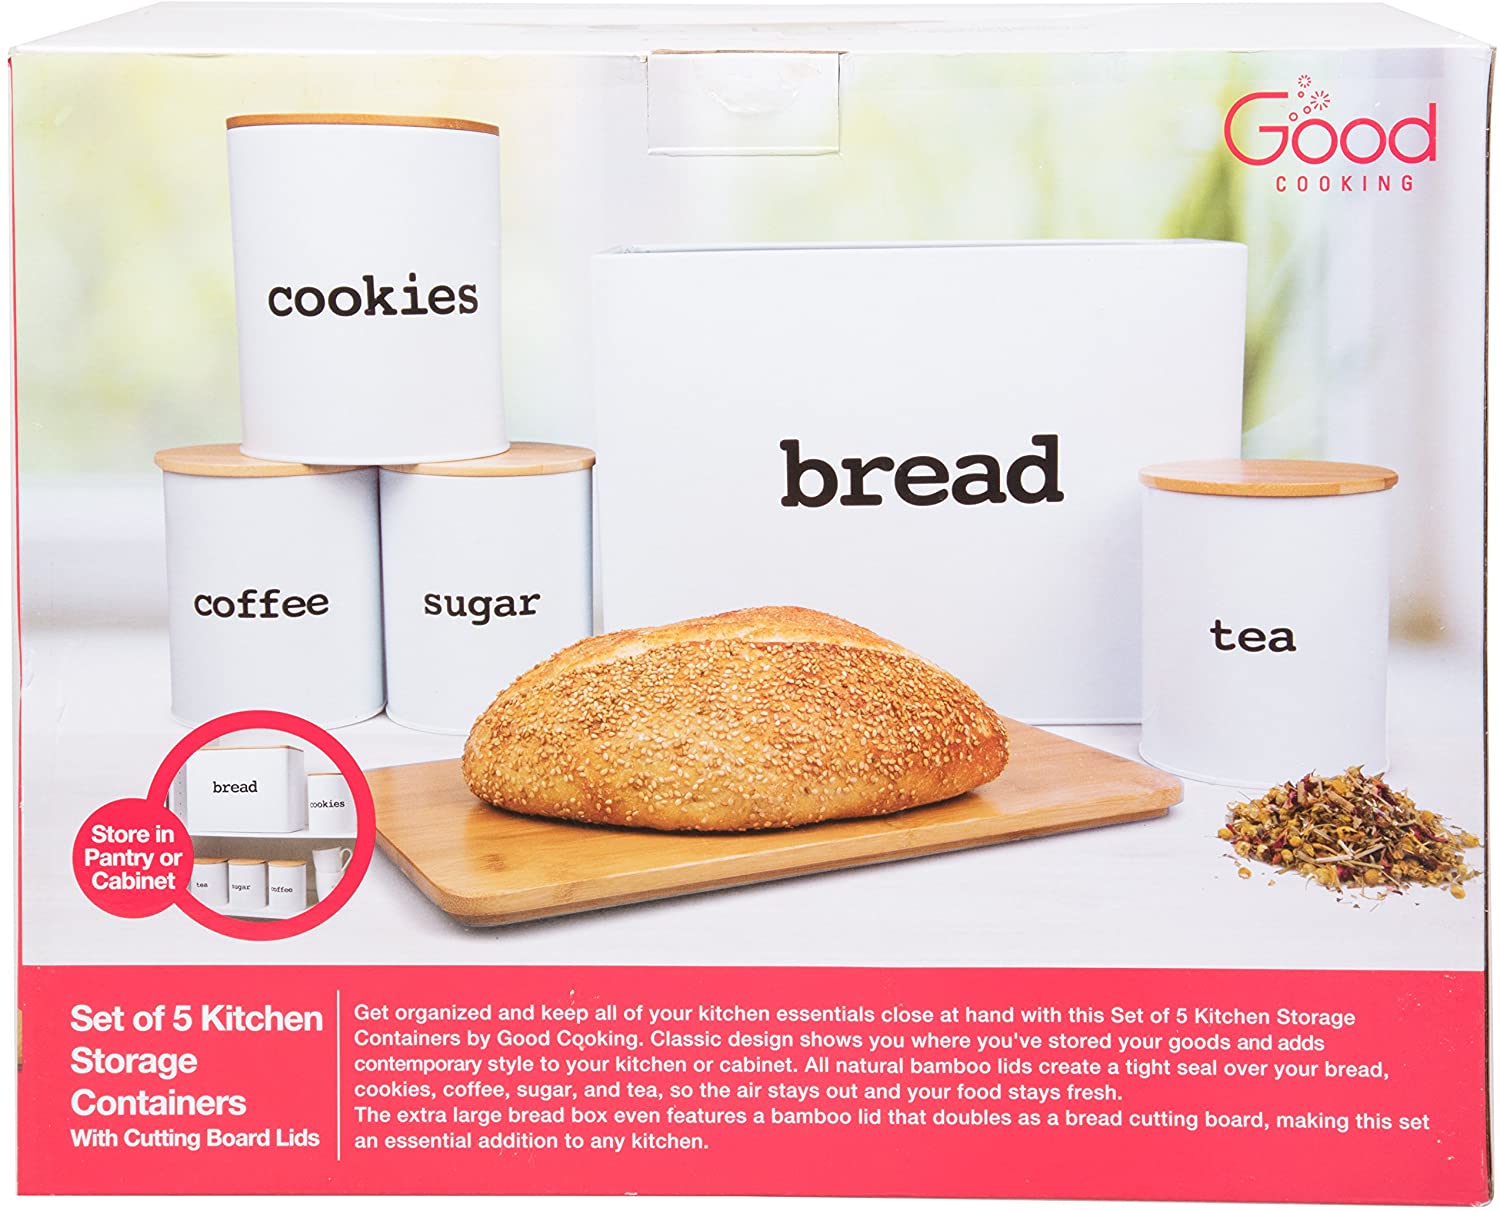 Good
COOKING
cookies
bread
coffee
sugar
tea
bread
cookies
tea
sugar
coffee
Store in
Pantry or
Cabinet
Set of 5 Kitchen
Storage
Containers
With Cutting Board Lids
Get organized and keep all of your kitchen essentials close at hand with this Set of 5 Kitchen Storage
Containers by Good Cooking. Classic design shows you where you've stored your goods and adds
contemporary style to your kitchen or cabinet. All natural bamboo lids create a tight seal over your bread,
cookies, coffee, sugar, and tea, so the air stays out and your food stays fresh.
The extra large bread box even features a bamboo lid that doubles as a bread cutting board, making this set
an essential addition to any kitchen.